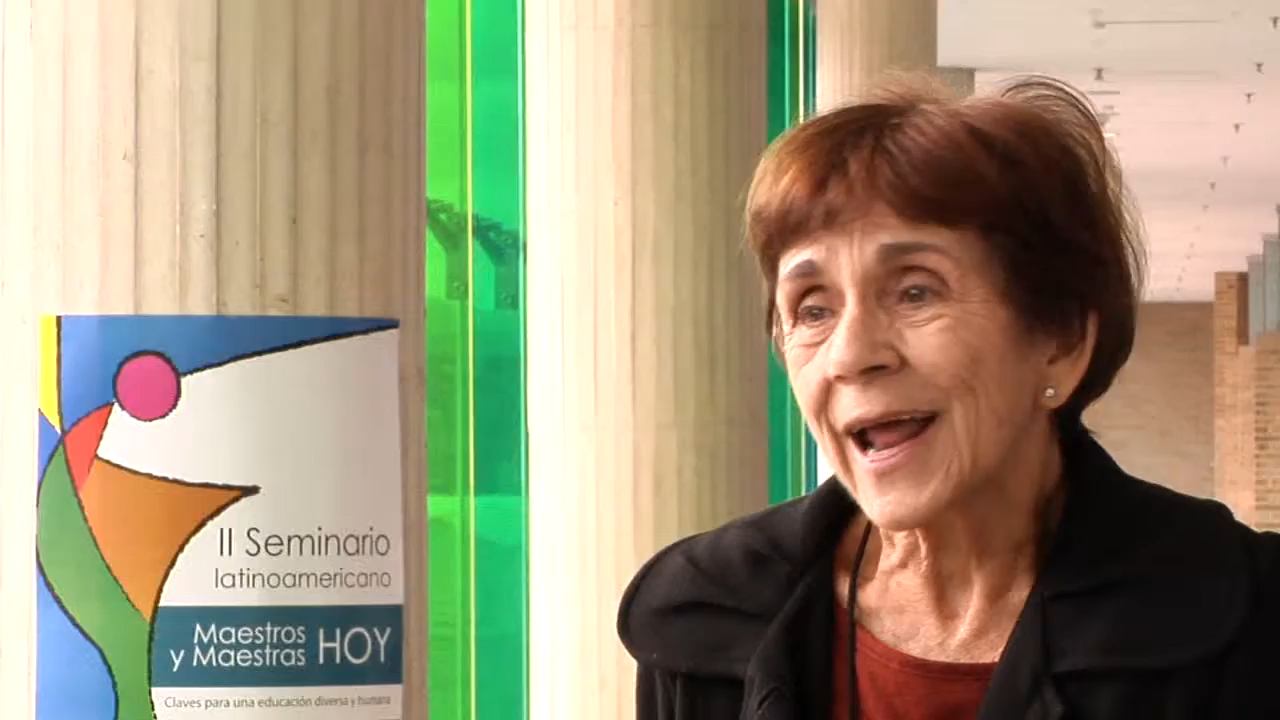 II Seminario
latinoamericano
Maestros
y Maestras HOY
Claves para una educación diversa y humana